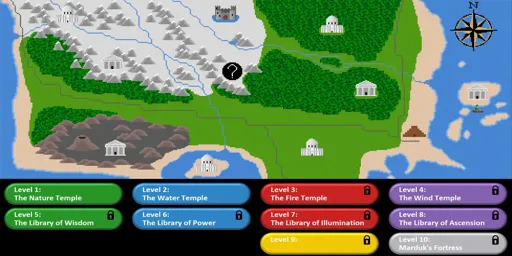 N
?
Level 1:
The Nature Temple
Level 2:
The Water Temple
Level 3:
The Fire Temple
Level 4:
The Wind Temple
Level 5:
The Library of Wisdom
Level 6:
The Library of Power
Level 7:
The Library of Illumination
Level 8:
The Library of Ascension
Level 9:
Level 10:
Marduk's Fortress